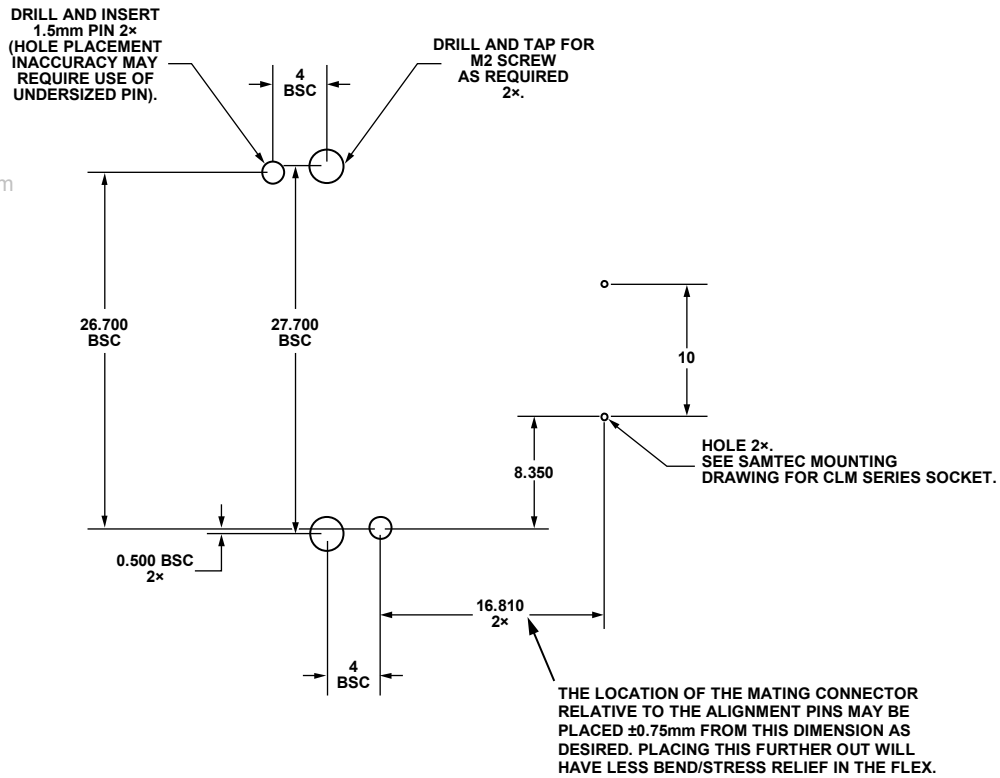 DRILL AND INSERT
1.5mm PIN 2×
(HOLE PLACEMENT
INACCURACY MAY
REQUIRE USE OF
UNDERSIZED PIN).
4
BSC
DRILL AND TAP FOR
M2 SCREW
AS REQUIRED
2×.
m
26.700
BSC
27.700
BSC
10
8.350
HOLE 2×.
SEE SAMTEC MOUNTING
DRAWING FOR CLM SERIES SOCKET.
0.500 BSC
2×
16.810
2×
4
BSC
THE LOCATION OF THE MATING CONNECTOR
RELATIVE TO THE ALIGNMENT PINS MAY BE
PLACED ±0.75mm FROM THIS DIMENSION AS
DESIRED. PLACING THIS FURTHER OUT WILL
HAVE LESS BEND/STRESS RELIEF IN THE FLEX.